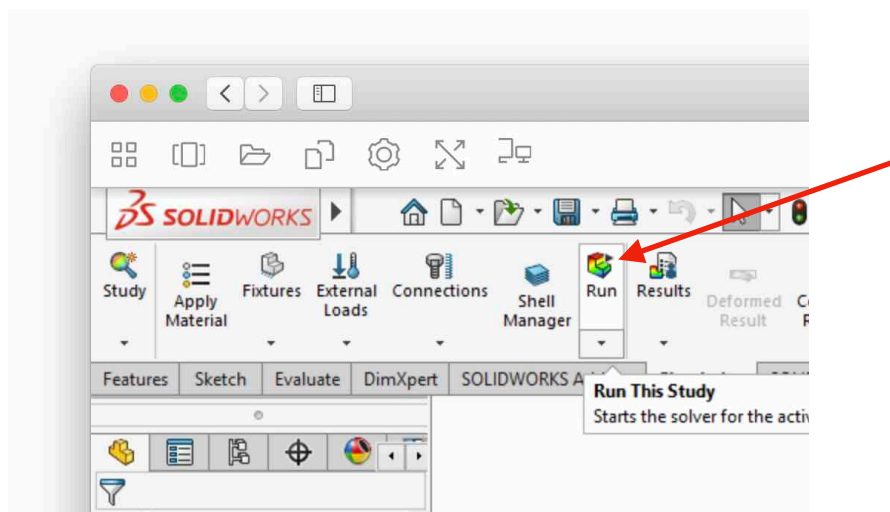 SOLIDWORKS
Study
Apply
Material
Fixtures
External
Loads
Connections
Shell
Manager
Run
Results
Deformed
Result
Features Sketch Evaluate DimXpert SOLIDWORKS A
Run This Study
Starts the solver for the activ